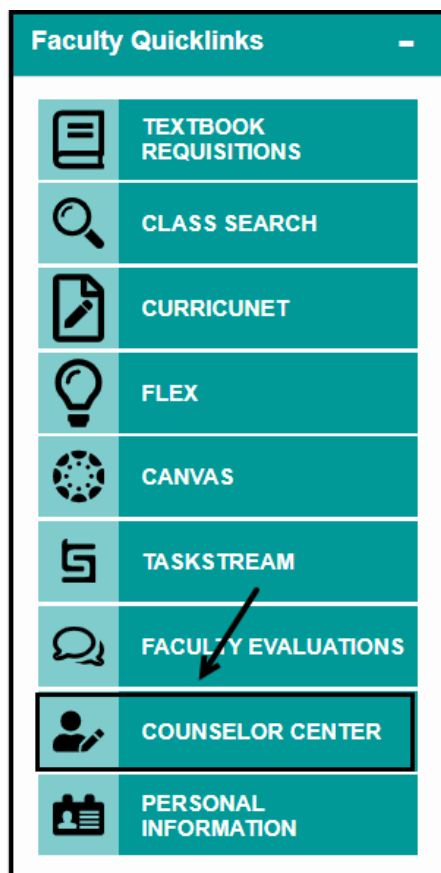 Faculty Quicklinks -
TEXTBOOK
REQUISITIONS
CLASS SEARCH
CURRICUNET
FLEX
CANVAS
TASKSTREAM
FACULTY EVALUATIONS
COUNSELOR CENTER
PERSONAL
INFORMATION